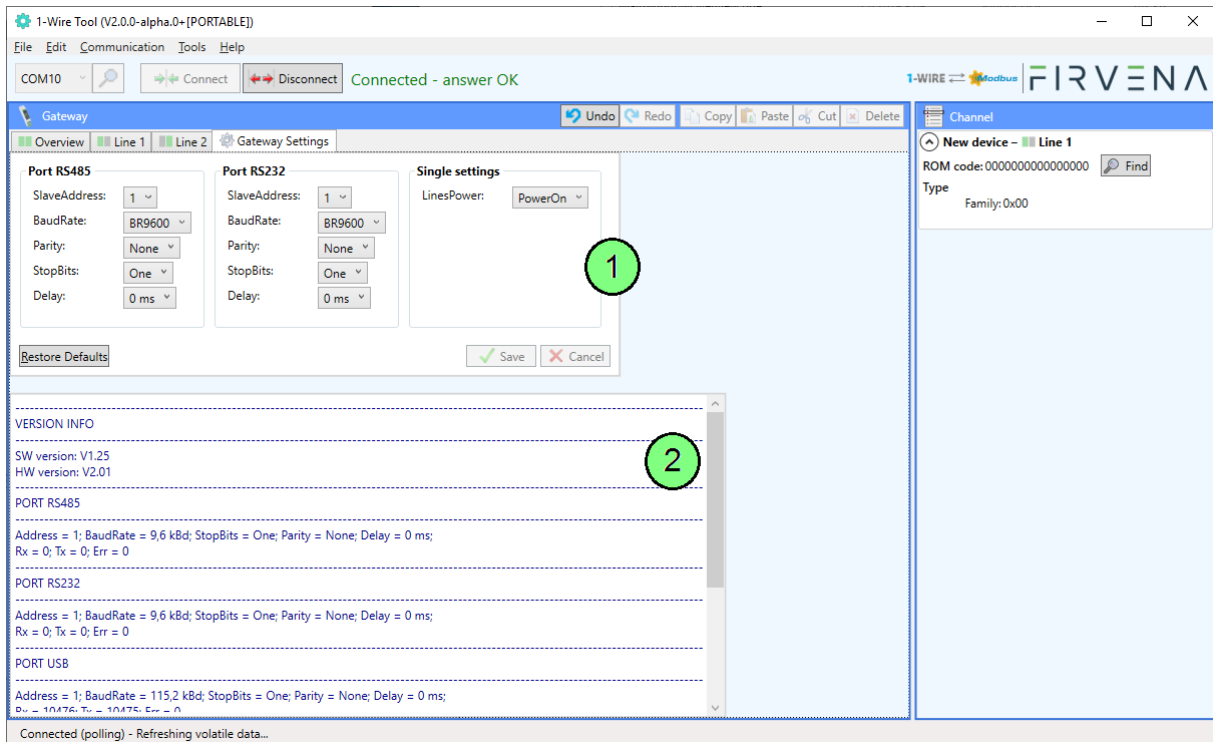 1-Wire Tool (V2.0.0-alpha.0+[PORTABLE])
File Edit Communication Tools Help
COM10 Connect Disconnect Connected - answer OK
1-WIRE Modbus FIRVENA
Gateway Undo Redo Copy Paste Cut Delete
Overview Line 1 Line 2 Gateway Settings
Port RS485 Port RS232 Single settings
SlaveAddress: 1 SlaveAddress: 1 LinesPower: PowerOn
BaudRate: BR9600 BaudRate: BR9600
Parity: None Parity: None
StopBits: One StopBits: One
Delay: 0 ms Delay: 0 ms
1
Restore Defaults Save Cancel
--------------------------------------------------------------------------------
VERSION INFO
--------------------------------------------------------------------------------
SW version: V1.25
HW version: V2.01
--------------------------------------------------------------------------------
PORT RS485
--------------------------------------------------------------------------------
Address = 1; BaudRate = 9,6 kBd; StopBits = One; Parity = None; Delay = 0 ms;
Rx = 0; Tx = 0; Err = 0
--------------------------------------------------------------------------------
PORT RS232
--------------------------------------------------------------------------------
Address = 1; BaudRate = 9,6 kBd; StopBits = One; Parity = None; Delay = 0 ms;
Rx = 0; Tx = 0; Err = 0
--------------------------------------------------------------------------------
PORT USB
--------------------------------------------------------------------------------
Address = 1; BaudRate = 115,2 kBd; StopBits = One; Parity = None; Delay = 0 ms;
Rx = 10476; Tx = 10475; Err = 0
2
Channel
New device – Line 1
ROM code: 0000000000000000 Find
Type
Family: 0x00
Connected (polling) - Refreshing volatile data...